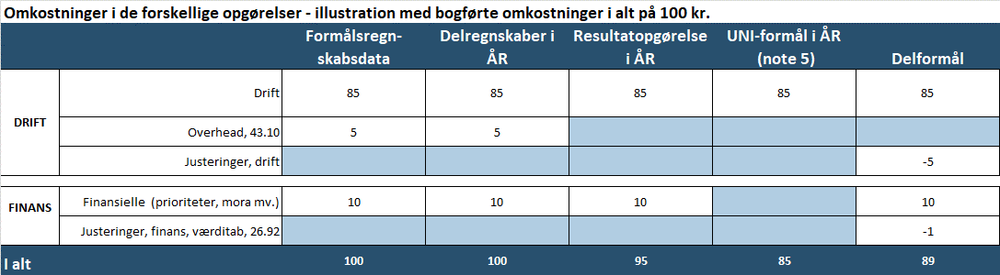 Omkostninger i de forskellige opgørelser - illustration med bogførte omkostninger i alt på 100 kr.
Formålsregn-
skabsdata
Delregnskaber i
ÅR
Resultatopgørelse
i ÅR
UNI-formål i ÅR
(note 5)
Delformål
DRIFT
Drift 85 85 85 85 85
Overhead, 43.10 5 5
Justeringer, drift -5
FINANS
Finansielle (prioriteter, mora mv.) 10 10 10 10
Justeringer, finans, værditab, 26.92 -1
I alt 100 100 95 85 89